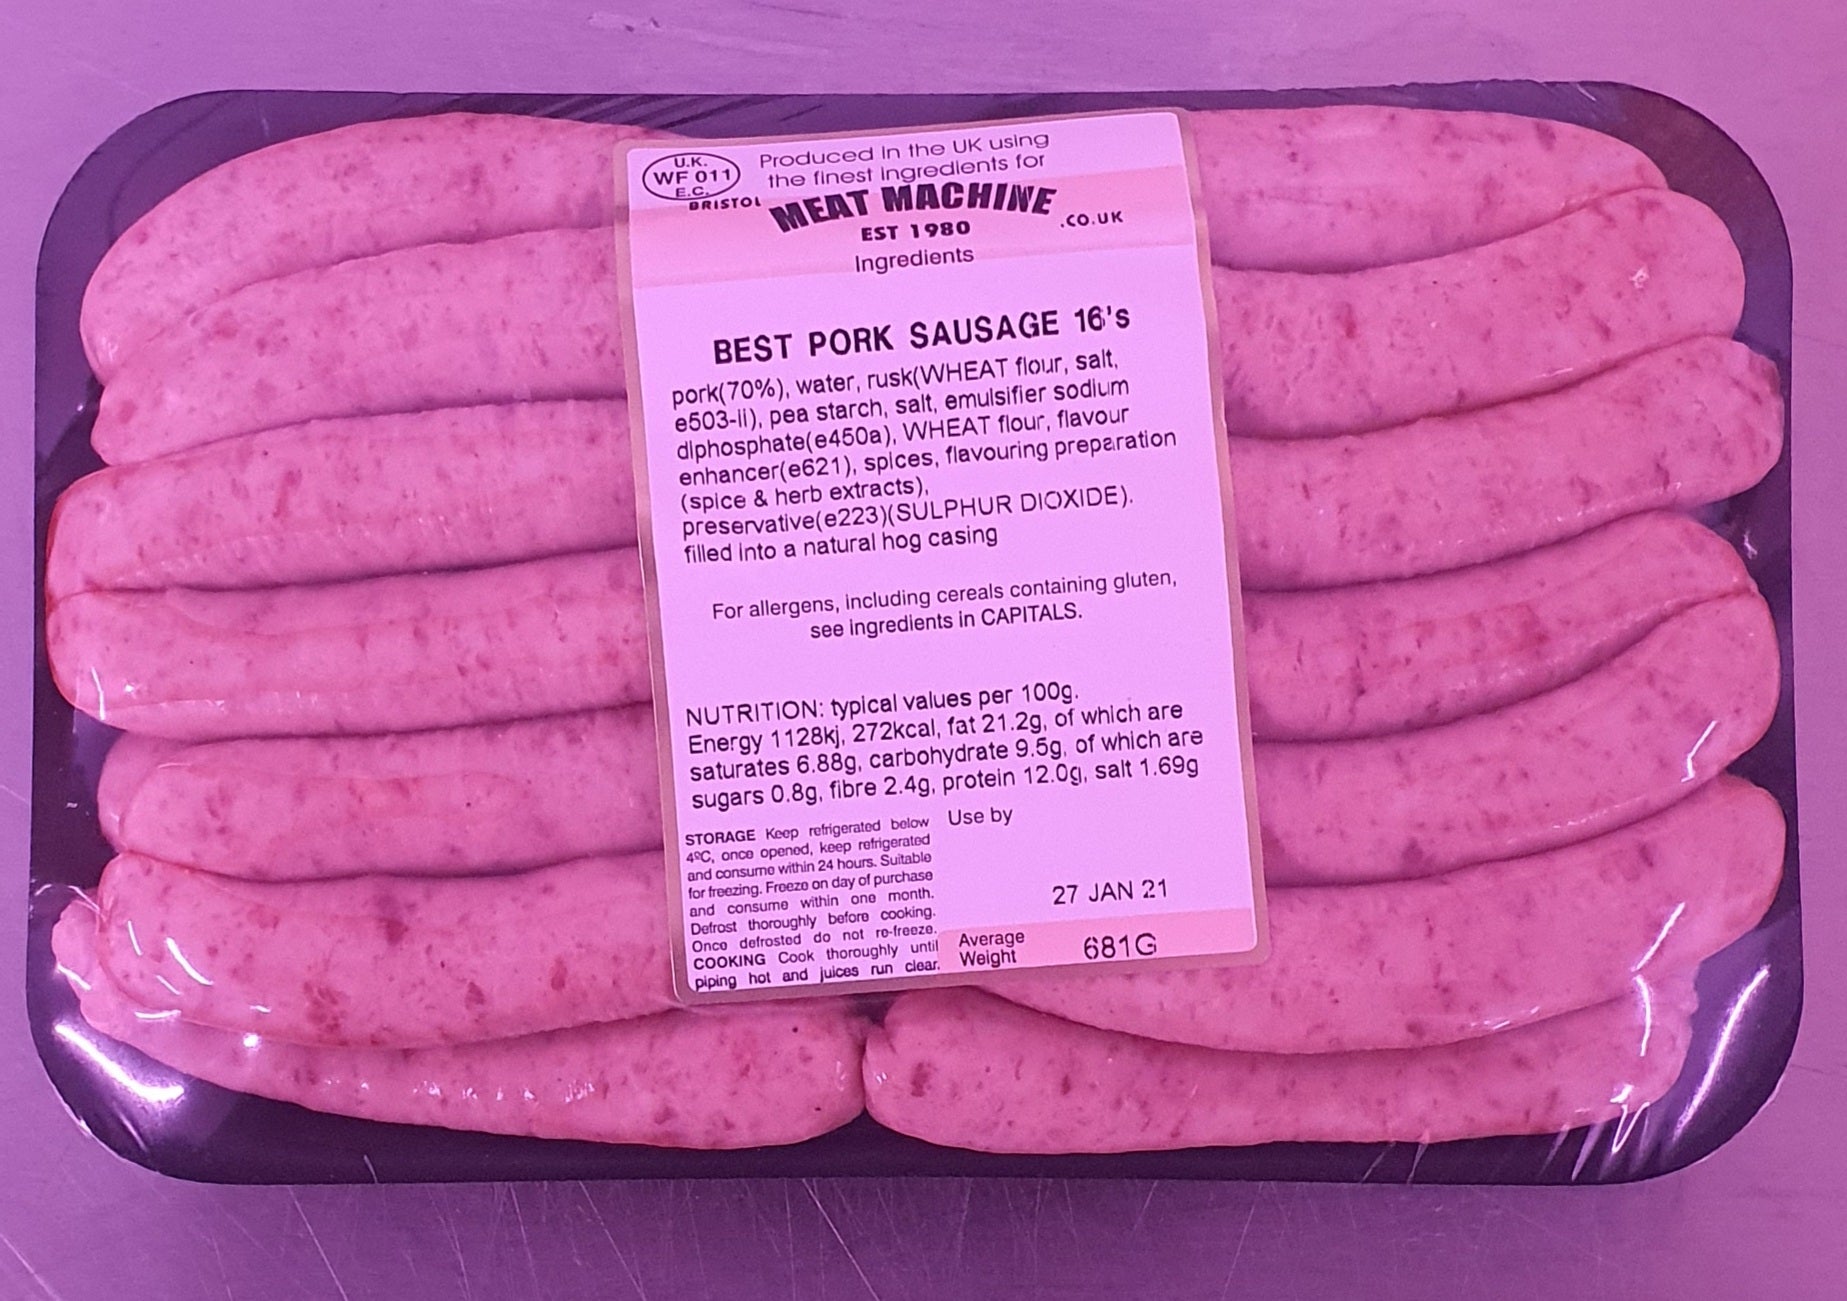 U.K.
WF 011
E.C.
BRISTOL
Produced in the UK using
the finest ingredients for
MEAT MACHINE
.CO.UK
EST 1980
Ingredients
BEST PORK SAUSAGE 16's
pork(70%), water, rusk(WHEAT flour, salt,
e503-ii), pea starch, salt, emulsifier sodium
diphosphate(e450a), WHEAT flour, flavour
enhancer(e621), spices, flavouring preparation
(spice & herb extracts),
preservative(e223)(SULPHUR DIOXIDE).
filled into a natural hog casing
For allergens, including cereals containing gluten,
see ingredients in CAPITALS.
NUTRITION: typical values per 100g.
Energy 1128kj, 272kcal, fat 21.2g, of which are
saturates 6.88g, carbohydrate 9.5g, of which are
sugars 0.8g, fibre 2.4g, protein 12.0g, salt 1.69g
STORAGE Keep refrigerated below
4ºC, once opened, keep refrigerated
and consume within 24 hours. Suitable
for freezing. Freeze on day of purchase
and consume within one month.
Defrost thoroughly before cooking.
Once defrosted do not re-freeze.
COOKING Cook thoroughly until
piping hot and juices run clear.
Use by
27 JAN 21
Average
Weight
681G